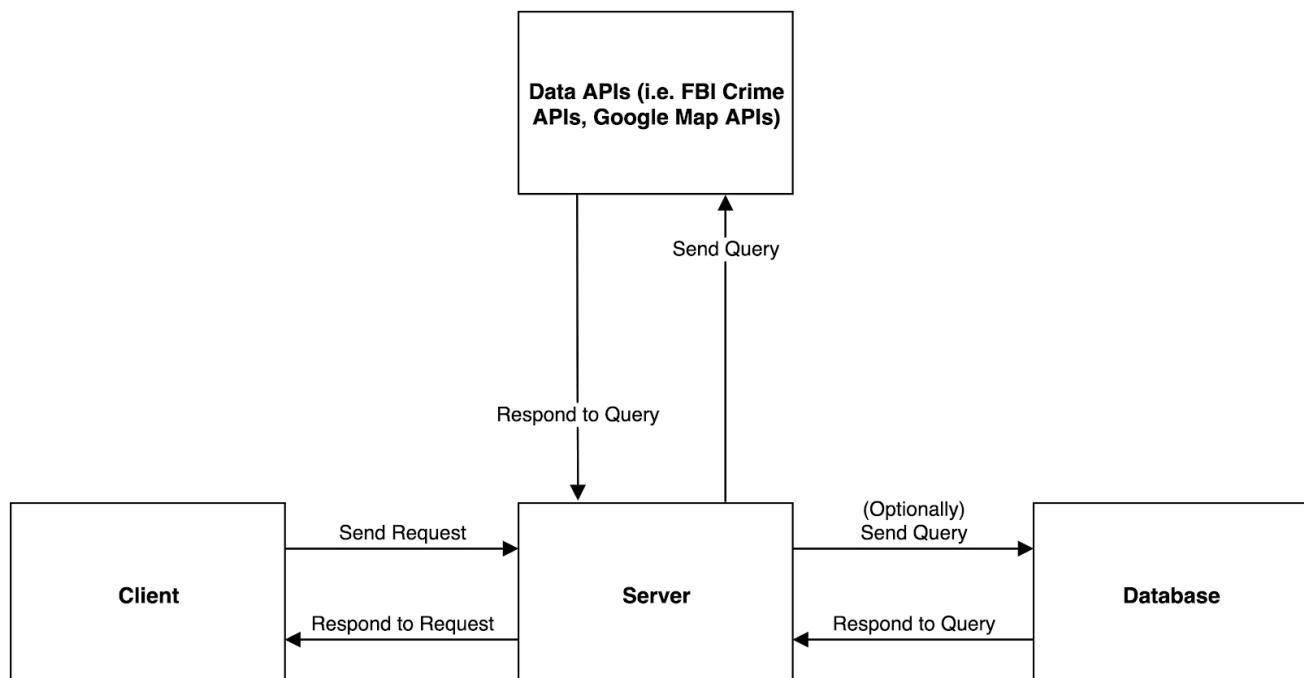 Data APIs (i.e. FBI Crime
APIs, Google Map APIs)
Send Query
Respond to Query
(Optionally)
Send Request
Send Query
Client
Server
Database
Respond to Request
Respond to Query